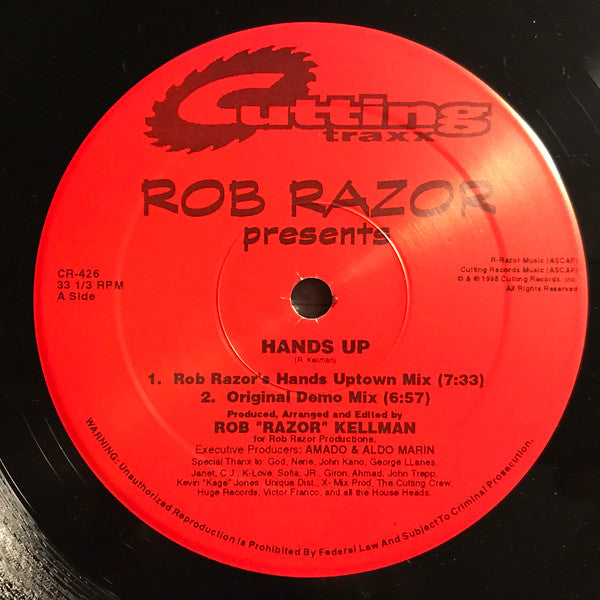 Cutting
traxx
ROB RAZOR
presents
CR-426
33 1/3 RPM
A Side
R-Razor Music (ASCAP)
Cutting Records Music (ASCAP)
© & ℗ 1998 Cutting Records, Inc.
All Rights Reserved
HANDS UP
(R. Kecman)
1. Rob Razor's Hands Uptown Mix (7:33)
2. Original Demo Mix (6:57)
Produced, Arranged and Edited by
ROB "RAZOR" KELLMAN
for Rob Razor Productions,
Executive Producers: AMADO & ALDO MARIN
Special Thanx to: God, Nene, John Kano, George LLanes,
Janet, C.J., K-Love, Sofia, JR., Giron, Ahmad, John Trapp,
Kevin "Kage" Jones, Unique Dist., X- Mix Prod, The Cutting Crew,
Huge Records, Victor Franco, and all the House Heads.
WARNING: Unauthorized Reproduction is Prohibited By Federal Law And Subject To Criminal Prosecution.